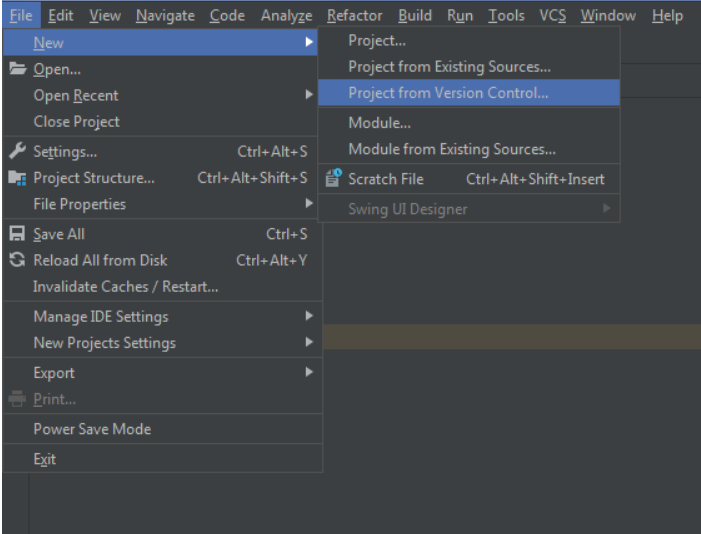 File Edit View Navigate Code Analyze Refactor Build Run Tools VCS Window Help
New
Open...
Open Recent
Close Project
Settings... Ctrl+Alt+S
Project Structure... Ctrl+Alt+Shift+S
File Properties
Save All Ctrl+S
Reload All from Disk Ctrl+Alt+Y
Invalidate Caches / Restart...
Manage IDE Settings
New Projects Settings
Export
Print...
Power Save Mode
Exit
Project...
Project from Existing Sources...
Project from Version Control...
Module...
Module from Existing Sources...
Scratch File Ctrl+Alt+Shift+Insert
Swing UI Designer